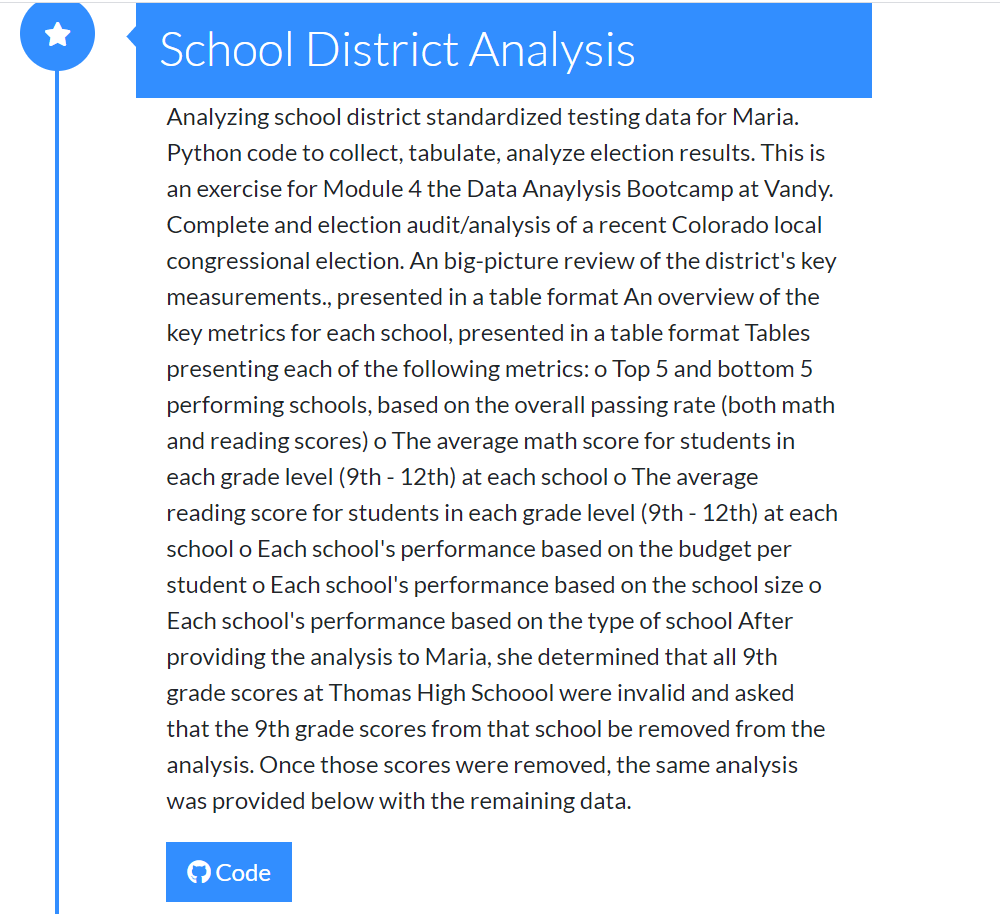 School District Analysis
Analyzing school district standardized testing data for Maria.
Python code to collect, tabulate, analyze election results. This is
an exercise for Module 4 the Data Anaylysis Bootcamp at Vandy.
Complete and election audit/analysis of a recent Colorado local
congressional election. An big-picture review of the district's key
measurements., presented in a table format An overview of the
key metrics for each school, presented in a table format Tables
presenting each of the following metrics: o Top 5 and bottom 5
performing schools, based on the overall passing rate (both math
and reading scores) o The average math score for students in
each grade level (9th - 12th) at each school o The average
reading score for students in each grade level (9th - 12th) at each
school o Each school's performance based on the budget per
student o Each school's performance based on the school size o
Each school's performance based on the type of school After
providing the analysis to Maria, she determined that all 9th
grade scores at Thomas High Schoool were invalid and asked
that the 9th grade scores from that school be removed from the
analysis. Once those scores were removed, the same analysis
was provided below with the remaining data.
Code